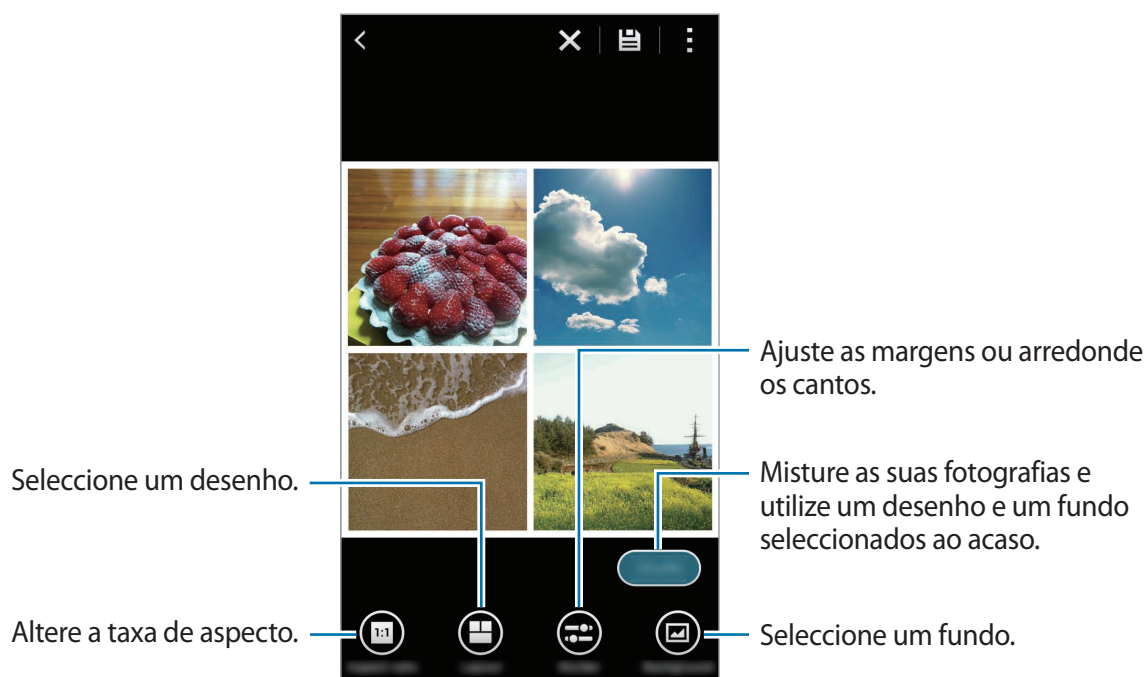 Ajuste as margens ou arredonde
os cantos.
Seleccione um desenho.
Misture as suas fotografias e
utilize um desenho e um fundo
seleccionados ao acaso.
Altere a taxa de aspecto.
1:1
Seleccione um fundo.